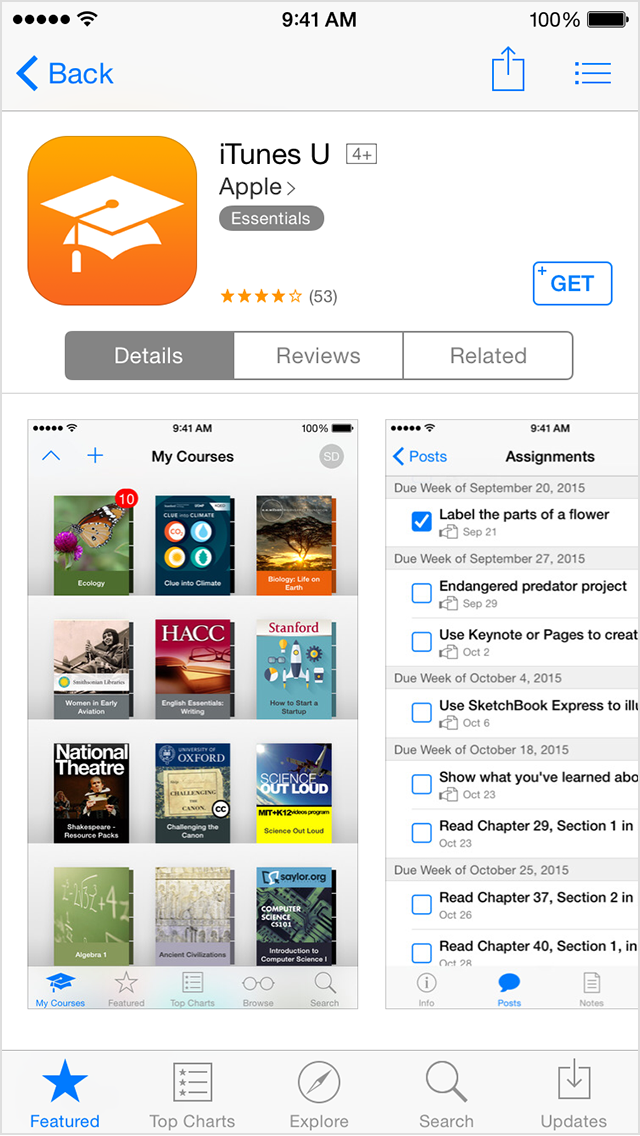 9:41 AM 100%
Back
iTunes U 4+
Apple >
Essentials
(53)
+ GET
Details Reviews Related
9:41 AM 100%
My Courses SD
10
Ecology
CLUE into CLIMATE
CO₂
Clue into Climate
Biology: Life on
Earth
Smithsonian Libraries
Women in Early
Aviation
HACC
English Essentials:
Writing
Stanford
How to Start a
Startup
National
Theatre
Shakespeare -
Resource Packs
UNIVERSITY OF
OXFORD
CHALLENGING
THE CANON.
cc
Challenging the
Canon
SCIENCE
OUT LOUD
MIT+K12 videos program
Science Out Loud
Algebra 1
Ancient Civilizations
saylor.org
COMPUTER
SCIENCE
CS101
Introduction to
Computer Science I
My Courses Featured Top Charts Browse Search
9:41 AM
Posts Assignments
Due Week of September 20, 2015
Label the parts of a flower
Sep 21
Due Week of September 27, 2015
Endangered predator project
Sep 29
Use Keynote or Pages to creat
Oct 2
Due Week of October 4, 2015
Use SketchBook Express to illu
Oct 6
Due Week of October 18, 2015
Show what you've learned abo
Oct 23
Read Chapter 29, Section 1 in
Oct 23
Due Week of October 25, 2015
Read Chapter 37, Section 2 in
Oct 26
Read Chapter 40, Section 1, in
Oct 28
Info Posts Notes
Featured Top Charts Explore Search Updates